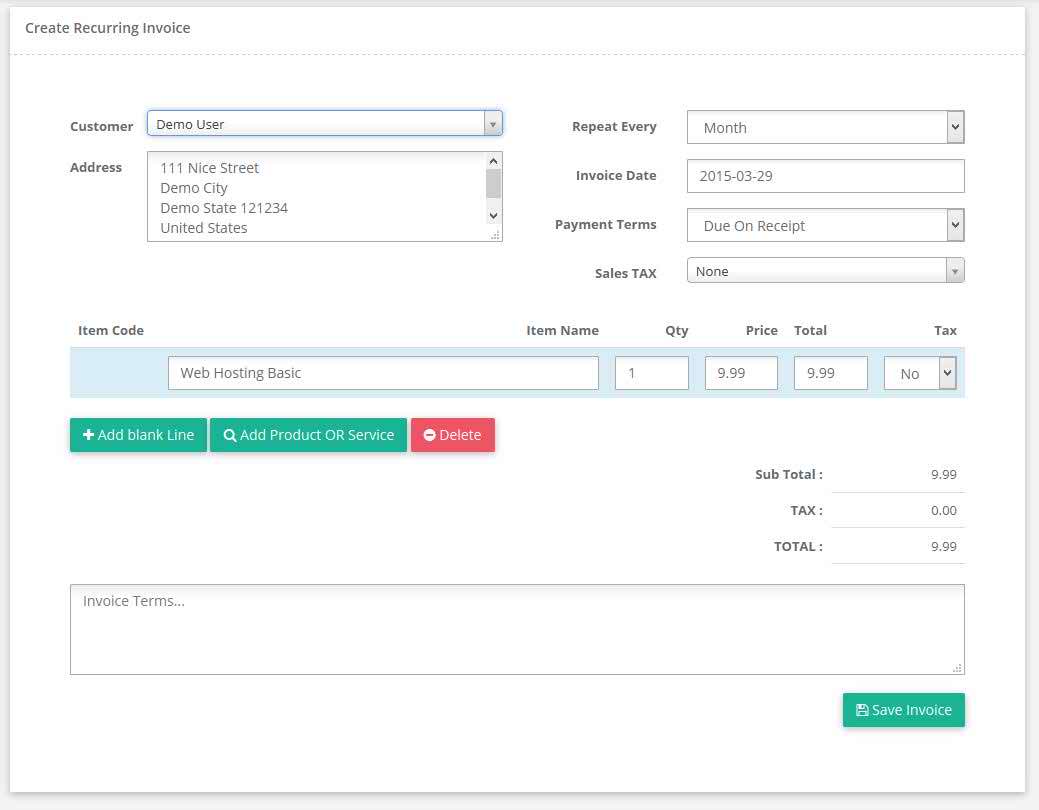 Create Recurring Invoice
Customer
Demo User
Address
111 Nice Street
Demo City
Demo State 121234
United States
Repeat Every
Month
Invoice Date
2015-03-29
Payment Terms
Due On Receipt
Sales TAX
None
Item Code Item Name Qty Price Total Tax
Web Hosting Basic 1 9.99 9.99 No
Add blank Line Add Product OR Service Delete
Sub Total : 9.99
TAX : 0.00
TOTAL : 9.99
Invoice Terms...
Save Invoice